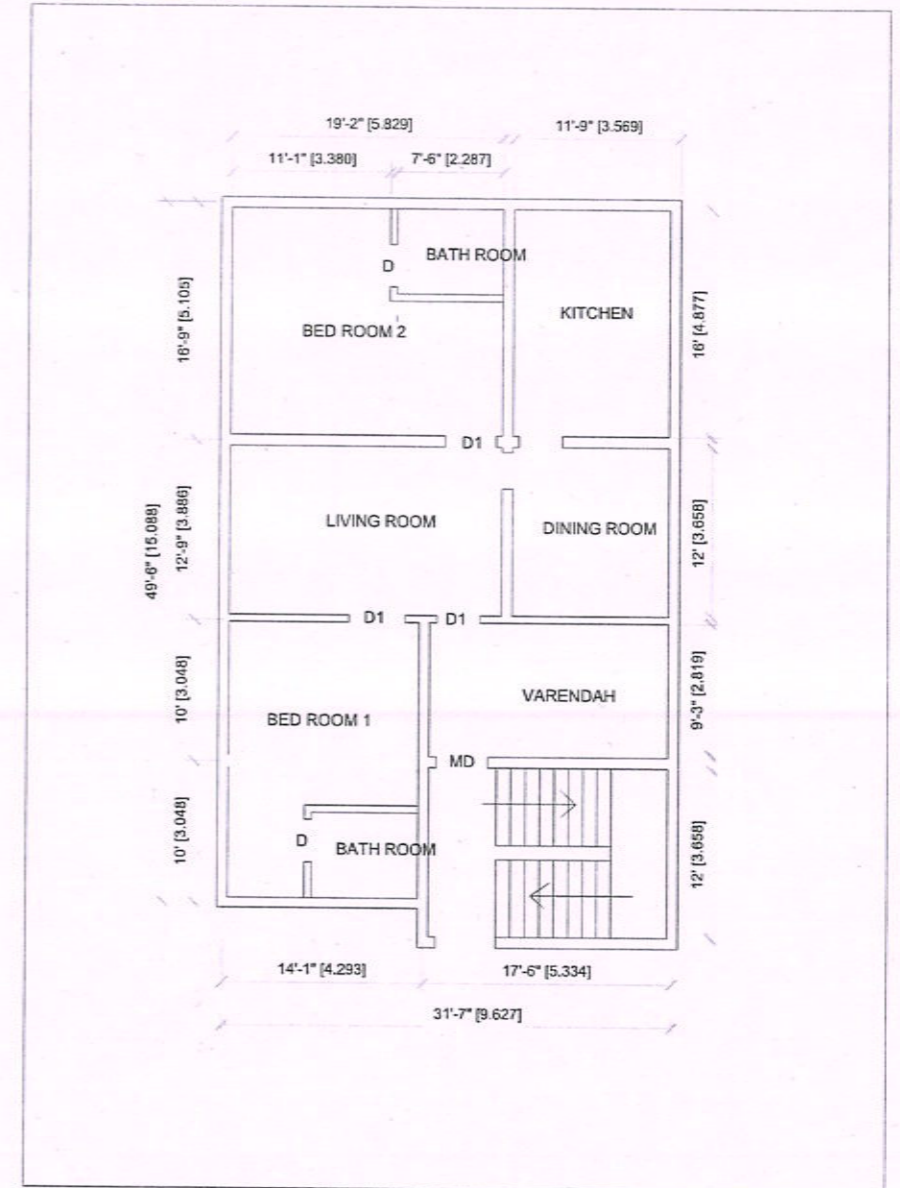 19'-2" [5.829]
11'-9" [3.569]
11'-1" [3.380]
7'-6" [2.287]
BATH ROOM
D
16'-9" [5.105]
KITCHEN
16' [4.877]
BED ROOM 2
D1
49'-6" [15.088]
12'-9" [3.886]
LIVING ROOM
DINING ROOM
12' [3.658]
D1
D1
10' [3.048]
BED ROOM 1
VARENDAH
9'-3" [2.819]
MD
10' [3.048]
D
BATH ROOM
12' [3.658]
14'-1" [4.293]
17'-6" [5.334]
31'-7" [9.627]